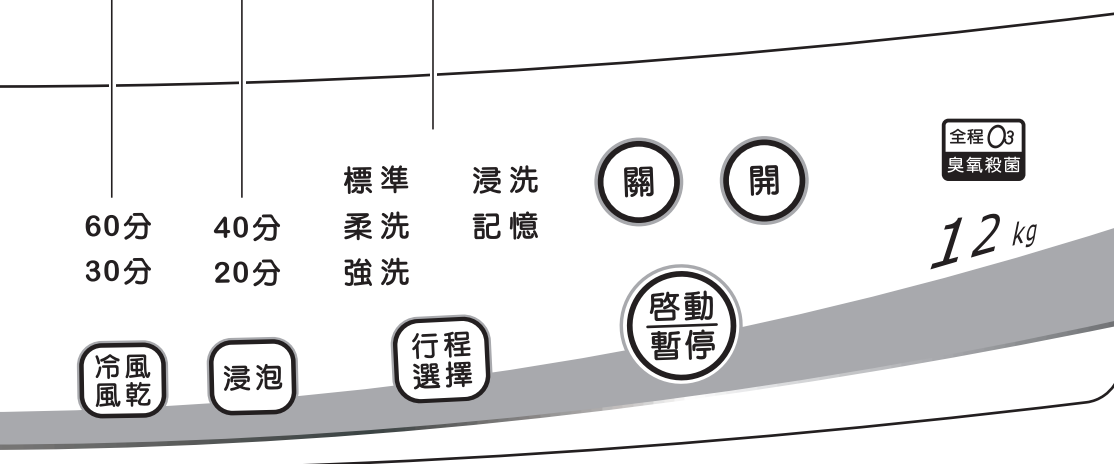 60分
30分
冷風
風乾
40分
20分
浸泡
標準
柔洗
強洗
浸洗
記憶
行程
選擇
關
開
啓動
暫停
全程O3
臭氧殺菌
12 kg